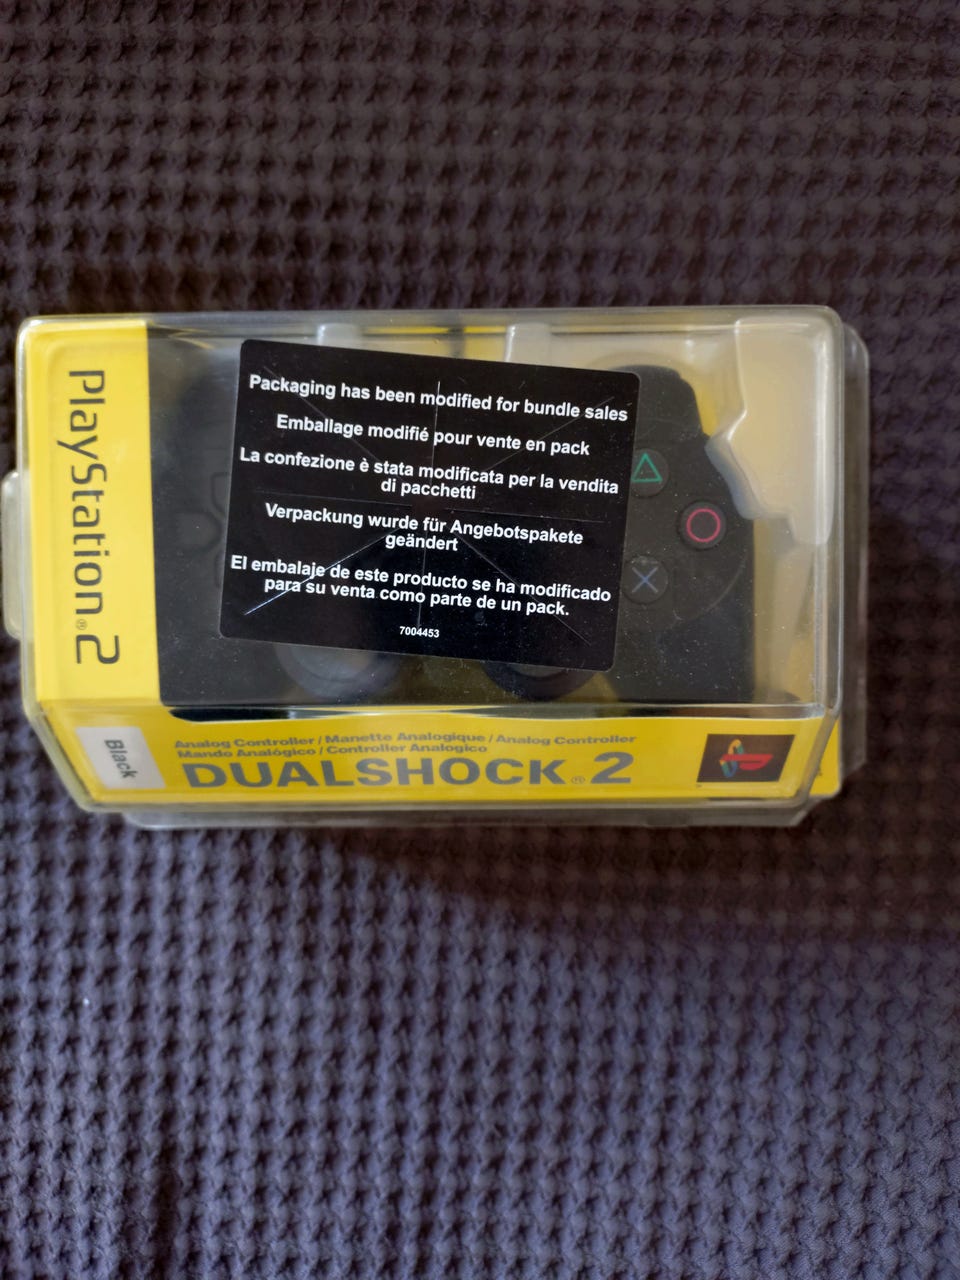 Packaging has been modified for bundle sales
Emballage modifié pour vente en pack
La confezione è stata modificata per la vendita
di pacchetti
Verpackung wurde für Angebotspakete
geändert
El embalaje de este producto se ha modificado
para su venta como parte de un pack.
7004453
PlayStation®2
Black
Analog Controller / Manette Analogique / Analog Controller
Mando Analógico / Controller Analogico
DUALSHOCK®2